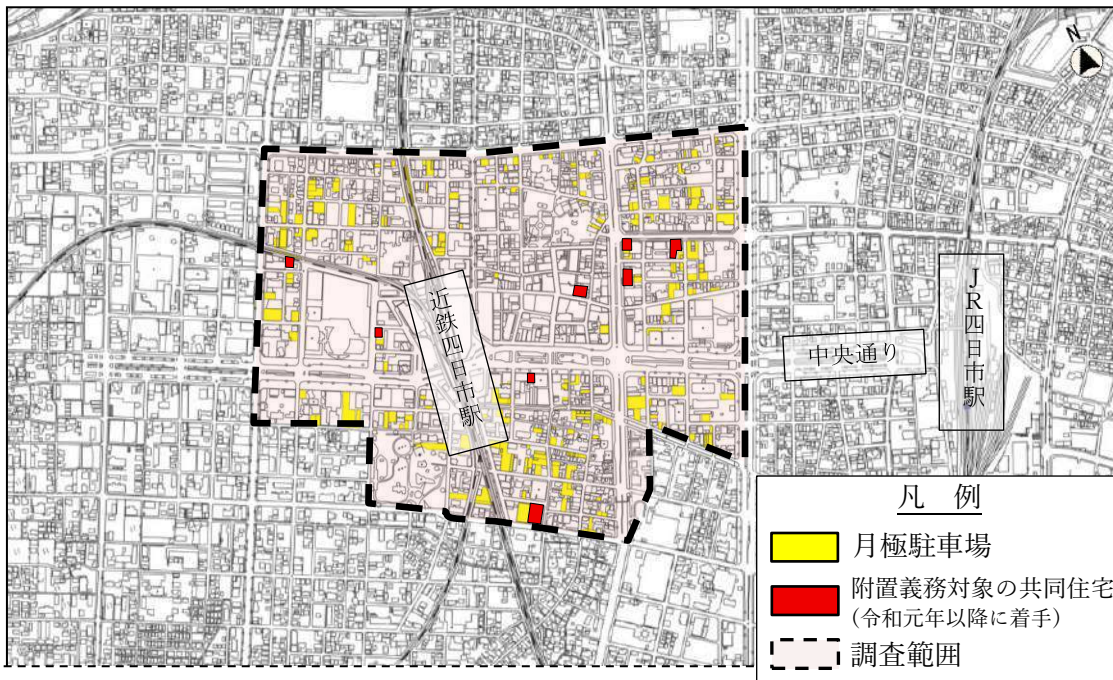 N
近鉄四日市駅
中央通り
JR四日市駅
凡 例
月極駐車場
附置義務対象の共同住宅
(令和元年以降に着手)
調査範囲